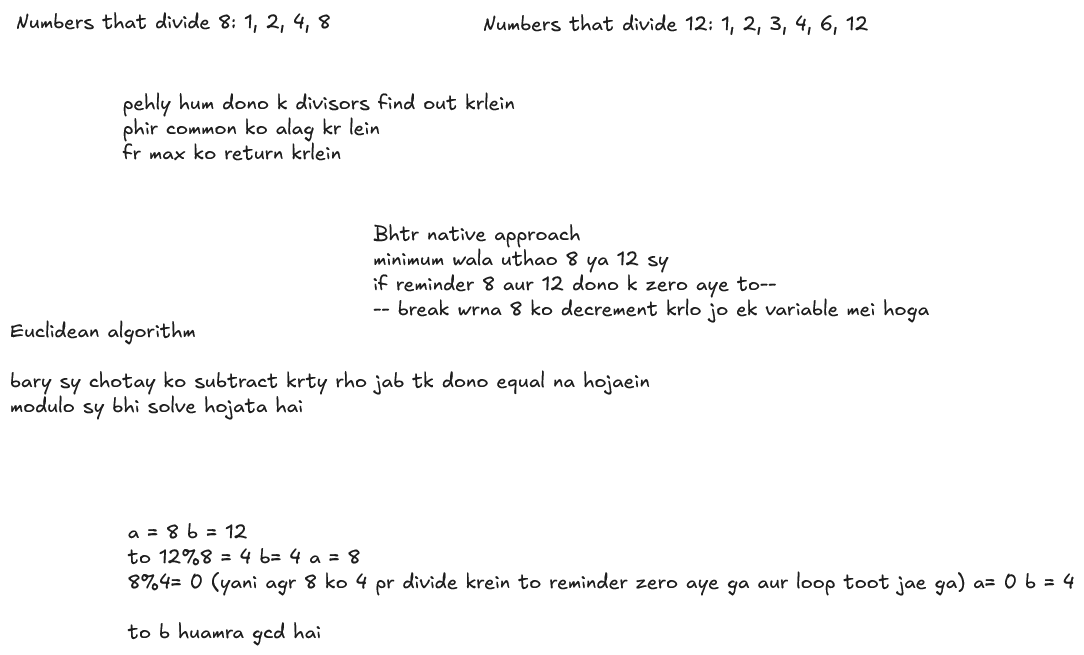 Numbers that divide 8: 1, 2, 4, 8
Numbers that divide 12: 1, 2, 3, 4, 6, 12
pehly hum dono k divisors find out krlein
phir common ko alag kr lein
fr max ko return krlein
Bhtr native approach
minimum wala uthao 8 ya 12 sy
if reminder 8 aur 12 dono k zero aye to--
-- break wrna 8 ko decrement krlo jo ek variable mei hoga
Euclidean algorithm
bary sy chotay ko subtract krty rho jab tk dono equal na hojaein
modulo sy bhi solve hojata hai
a = 8 b = 12
to 12%8 = 4 b= 4 a = 8
8%4= 0 (yani agr 8 ko 4 pr divide krein to reminder zero aye ga aur loop toot jae ga) a= 0 b = 4
to b huamra gcd hai